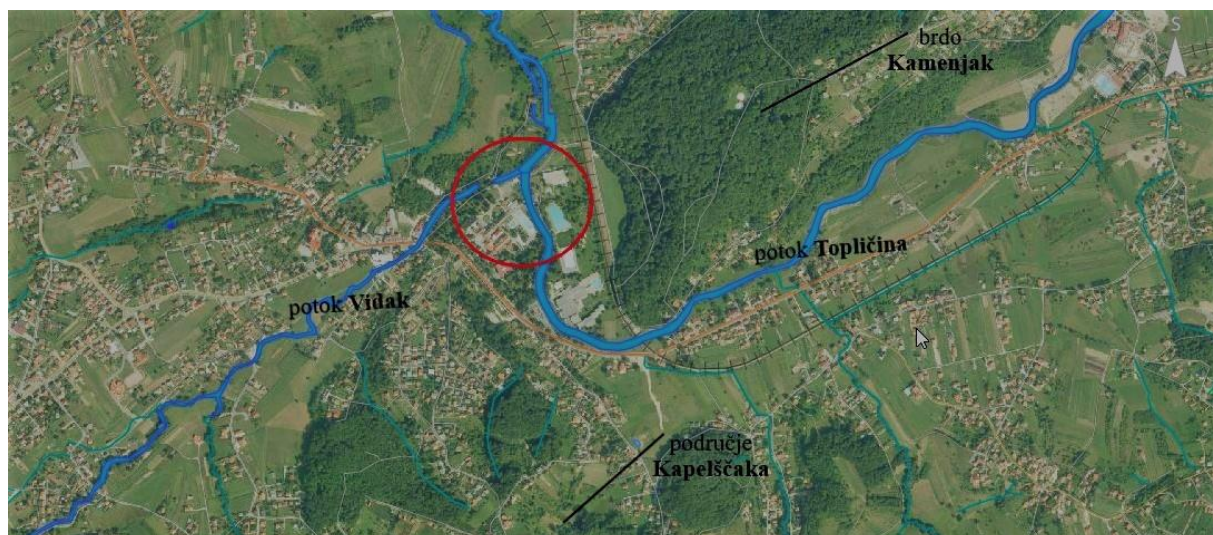 S
brdo
Kamenjak
potok Topličina
potok Vidak
područje
Kapelščaka